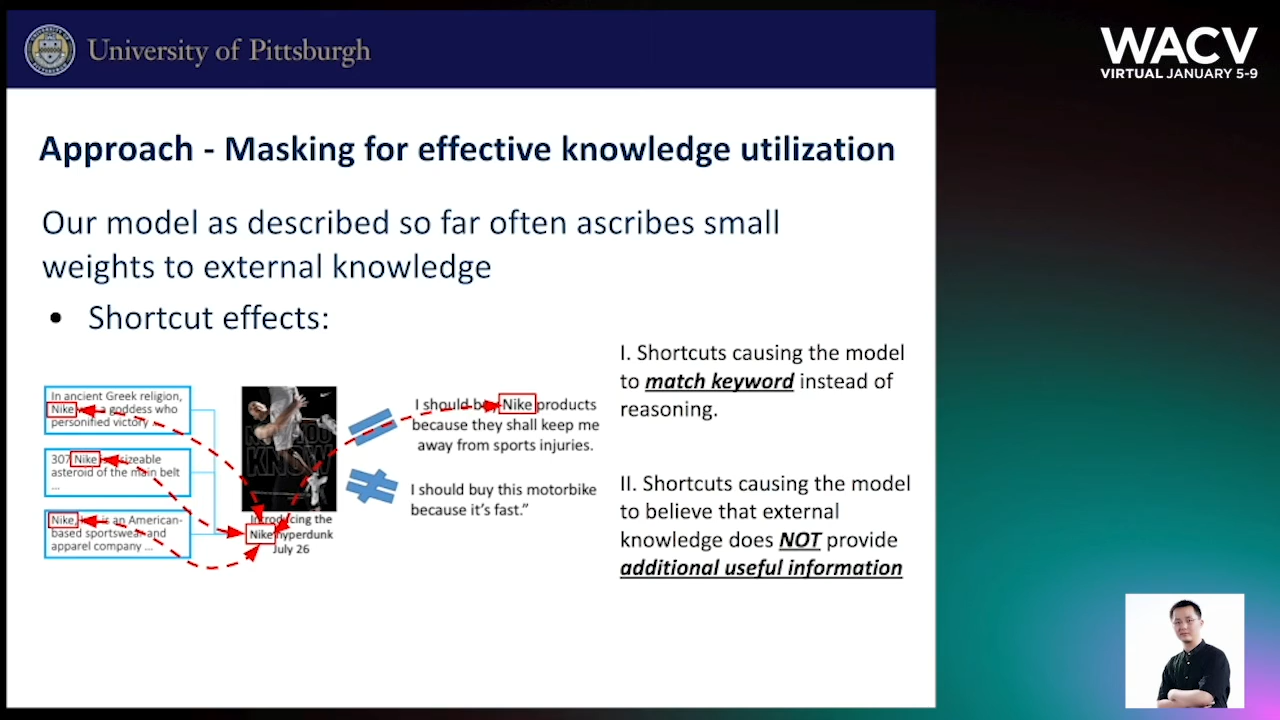 University of Pittsburgh
WACV
VIRTUAL JANUARY 5-9
Approach - Masking for effective knowledge utilization
Our model as described so far often ascribes small
weights to external knowledge
• Shortcut effects:
In ancient Greek religion,
Nike a goddess who
personified victory
307 Nike sizeable
asteroid of the main belt
...
Nike, is an American-
based sportswear and
apparel company ...
KNOW
Introducing the
Nike Hyperdunk
July 26
I should buy Nike products
because they shall keep me
away from sports injuries.
I should buy this motorbike
because it's fast.”
I. Shortcuts causing the model
to match keyword instead of
reasoning.
II. Shortcuts causing the model
to believe that external
knowledge does NOT provide
additional useful information